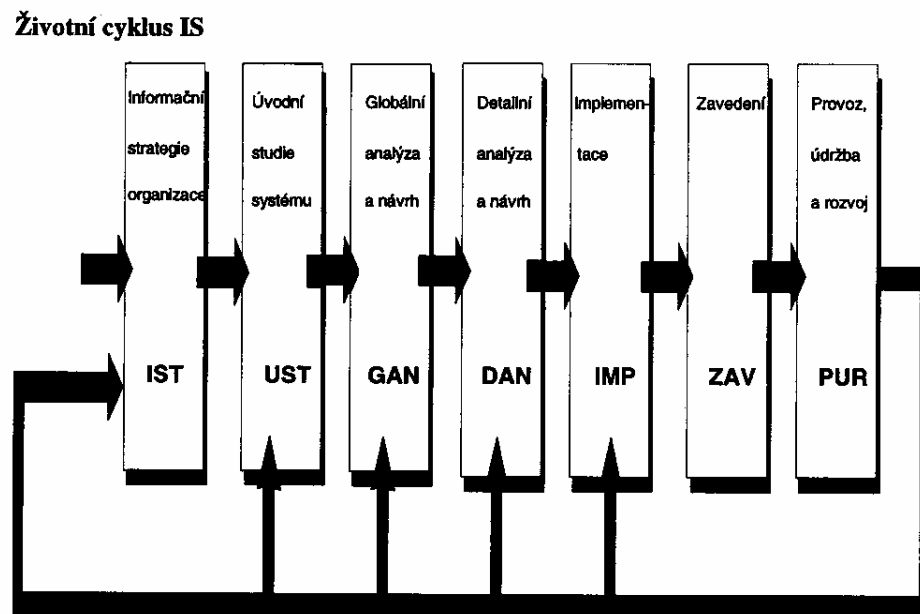 Životní cyklus IS
Informační
strategie
organizace
IST
Úvodní
studie
systému
UST
Globální
analýza
a návrh
GAN
Detailní
analýza
a návrh
DAN
Implemen-
tace
IMP
Zavedení
ZAV
Provoz,
údržba
a rozvoj
PUR